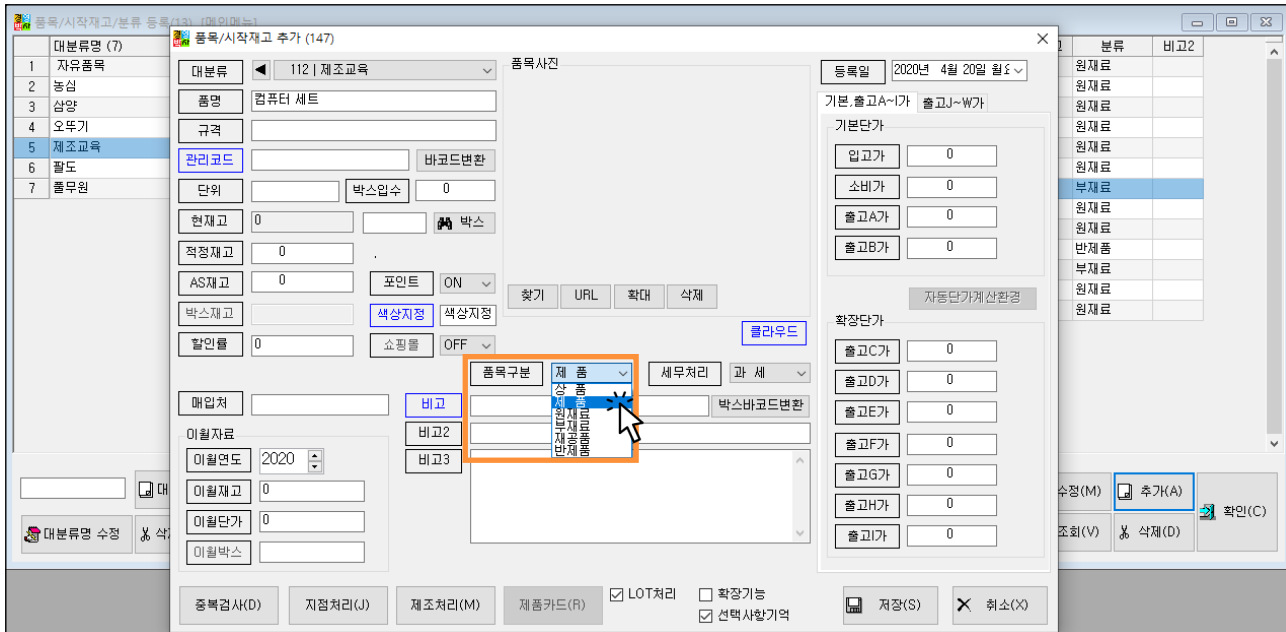 품목/시작재고/분류 등록(13) [메인메뉴]
대분류명 (7)
1 자유품목
2 농심
3 삼양
4 오뚜기
5 제조교육
6 팔도
7 풀무원
대분류명 수정
품목/시작재고 추가 (147)
대분류 112 | 제조교육
품명 컴퓨터 세트
규격
관리코드 바코드변환
단위 박스입수 0
현재고 0 박스
적정재고 0 .
AS재고 0 포인트 ON
박스재고 색상지정 색상지정
할인률 0 쇼핑몰 OFF
품목사진
찾기 URL 확대 삭제
클라우드
품목구분 제 품 세무처리 과 세
상 품
제 품
원재료
부재료
재공품
반제품
매입처 비고 박스바코드변환
비고2
비고3
이월자료
이월연도 2020
이월재고 0
이월단가 0
이월박스
등록일 2020년 4월 20일 월요
기본,출고A~I가 출고J~W가
기본단가
입고가 0
소비가 0
출고A가 0
출고B가 0
자동단가계산환경
확장단가
출고C가 0
출고D가 0
출고E가 0
출고F가 0
출고G가 0
출고H가 0
출고I가 0
중복검사(D) 지점처리(J) 제조처리(M) 제품카드(R) LOT처리 확장기능
선택사항기억
저장(S) 취소(X)
분류 비고2
원재료
원재료
원재료
원재료
원재료
원재료
부재료
원재료
원재료
반제품
부재료
원재료
원재료
수정(M) 추가(A)
조회(V) 삭제(D)
확인(C)